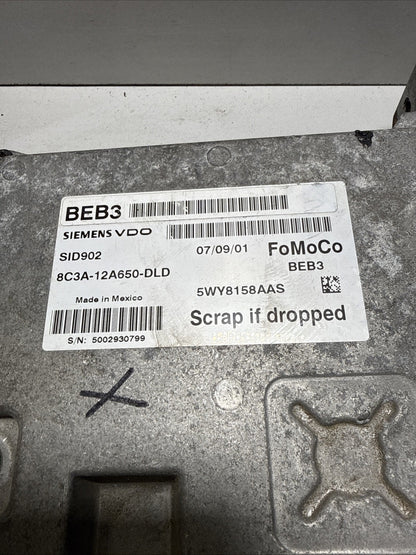 BEB3
SIEMENS VDO
SID902
07/09/01
FoMoCo
8C3A-12A650-DLD
BEB3
Made in Mexico
5WY8158AAS
S/N: 5002930799
Scrap if dropped